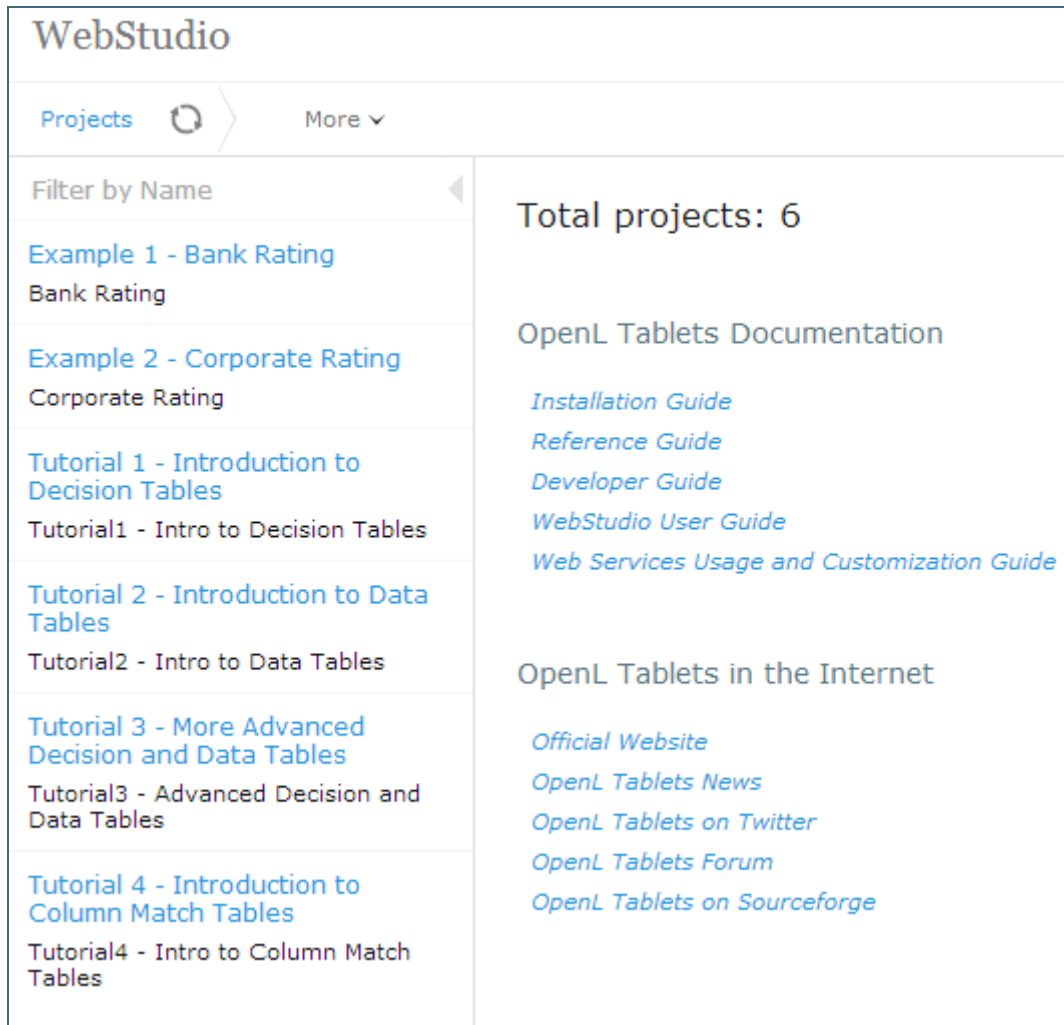 WebStudio
Projects
More
Filter by Name
Example 1 - Bank Rating
Bank Rating
Example 2 - Corporate Rating
Corporate Rating
Tutorial 1 - Introduction to
Decision Tables
Tutorial1 - Intro to Decision Tables
Tutorial 2 - Introduction to Data
Tables
Tutorial2 - Intro to Data Tables
Tutorial 3 - More Advanced
Decision and Data Tables
Tutorial3 - Advanced Decision and
Data Tables
Tutorial 4 - Introduction to
Column Match Tables
Tutorial4 - Intro to Column Match
Tables
Total projects: 6
OpenL Tablets Documentation
Installation Guide
Reference Guide
Developer Guide
WebStudio User Guide
Web Services Usage and Customization Guide
OpenL Tablets in the Internet
Official Website
OpenL Tablets News
OpenL Tablets on Twitter
OpenL Tablets Forum
OpenL Tablets on Sourceforge